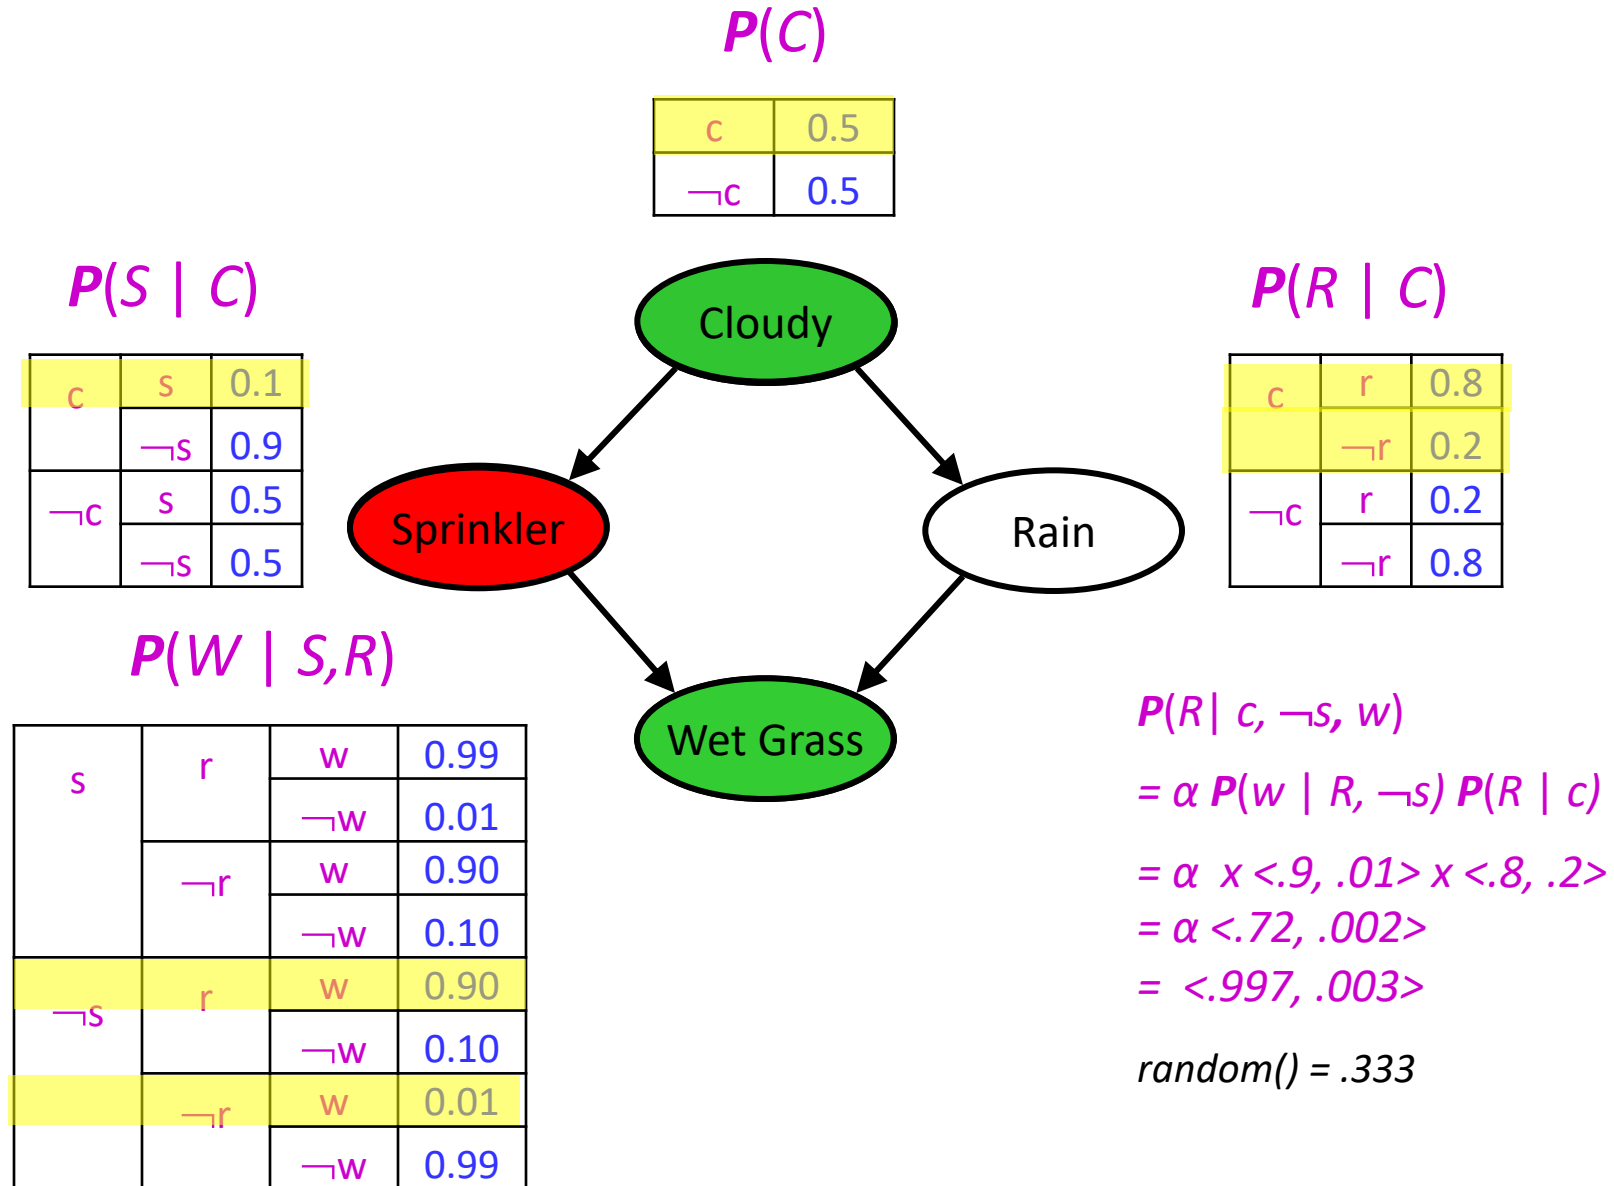 P(C)
c 0.5
¬c 0.5
P(S | C)
c s 0.1
¬s 0.9
¬c s 0.5
¬s 0.5
Cloudy
P(R | C)
c r 0.8
¬r 0.2
¬c r 0.2
¬r 0.8
Sprinkler
Rain
P(W | S,R)
s r w 0.99
¬w 0.01
¬r w 0.90
¬w 0.10
¬s r w 0.90
¬w 0.10
¬r w 0.01
¬w 0.99
Wet Grass
P(R| c, ¬s, w)
= α P(w | R, ¬s) P(R | c)
= α x <.9, .01> x <.8, .2>
= α <.72, .002>
= <.997, .003>
random() = .333